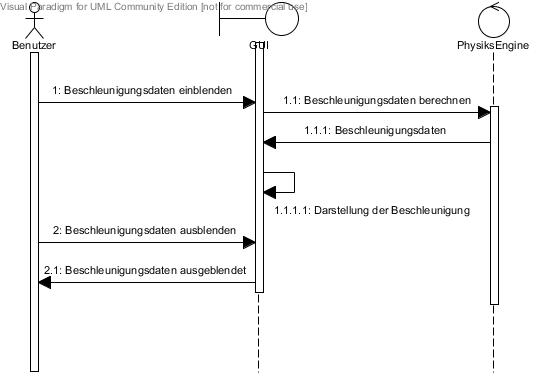 Visual Paradigm for UML Community Edition [not for commercial use]
Benutzer
GUI
PhysiksEngine
1: Beschleunigungsdaten einblenden
1.1: Beschleunigungsdaten berechnen
1.1.1: Beschleunigungsdaten
1.1.1.1: Darstellung der Beschleunigung
2: Beschleunigungsdaten ausblenden
2.1: Beschleunigungsdaten ausgeblendet